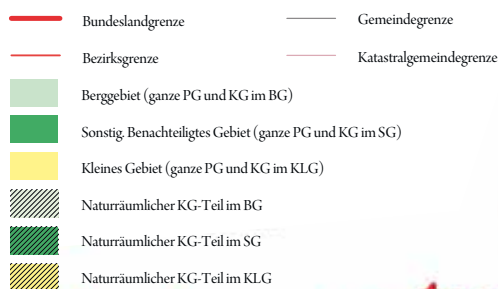 Bundeslandgrenze
Gemeindegrenze
Bezirksgrenze
Katastralgemeindegrenze
Berggebiet (ganze PG und KG im BG)
Sonstig. Benachteiligtes Gebiet (ganze PG und KG im SG)
Kleines Gebiet (ganze PG und KG im KLG)
Naturräumlicher KG-Teil im BG
Naturräumlicher KG-Teil im SG
Naturräumlicher KG-Teil im KLG